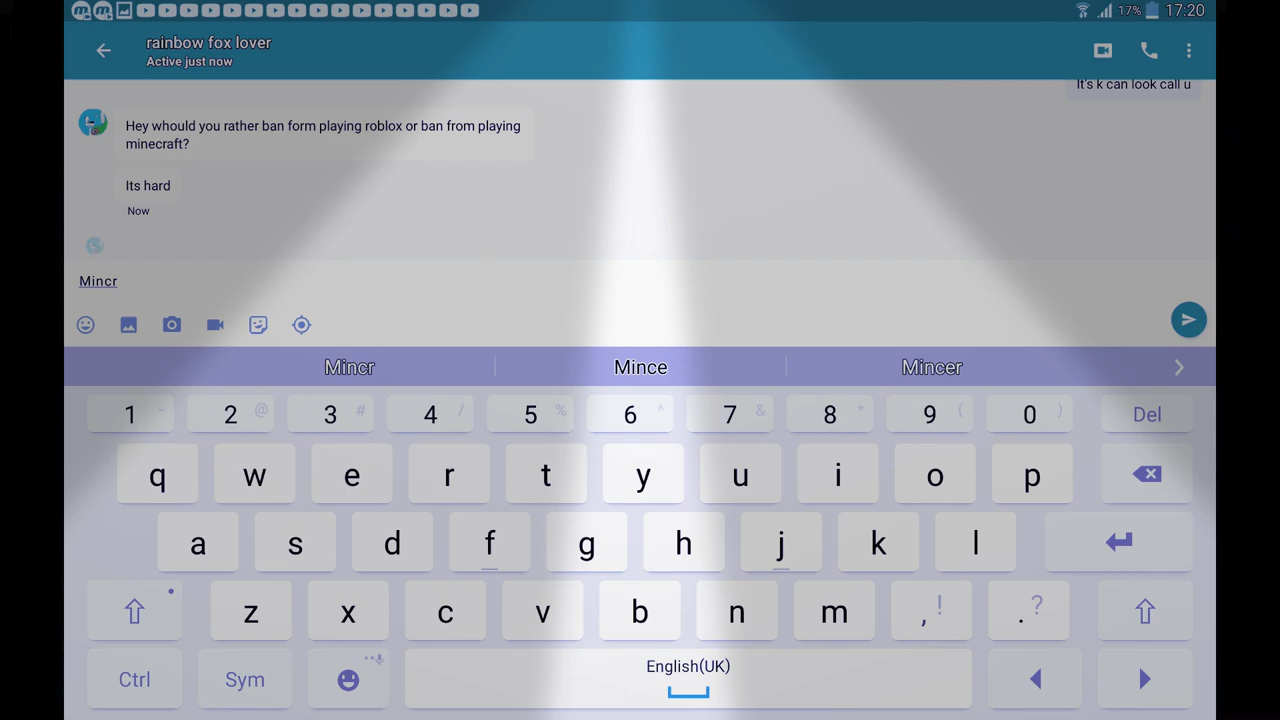 17% 17:20
rainbow fox lover
Active just now
It's k can look call u
Hey whould you rather ban form playing roblox or ban from playing
minecraft?
Its hard
Now
Mincr
Mincr Mince Mincer
1 - 2 @ 3 # 4 / 5 % 6 ^ 7 & 8 * 9 ( 0 ) Del
q w e r t y u i o p
a s d f g h j k l
z x c v b n m , ! . ?
Ctrl Sym English(UK)